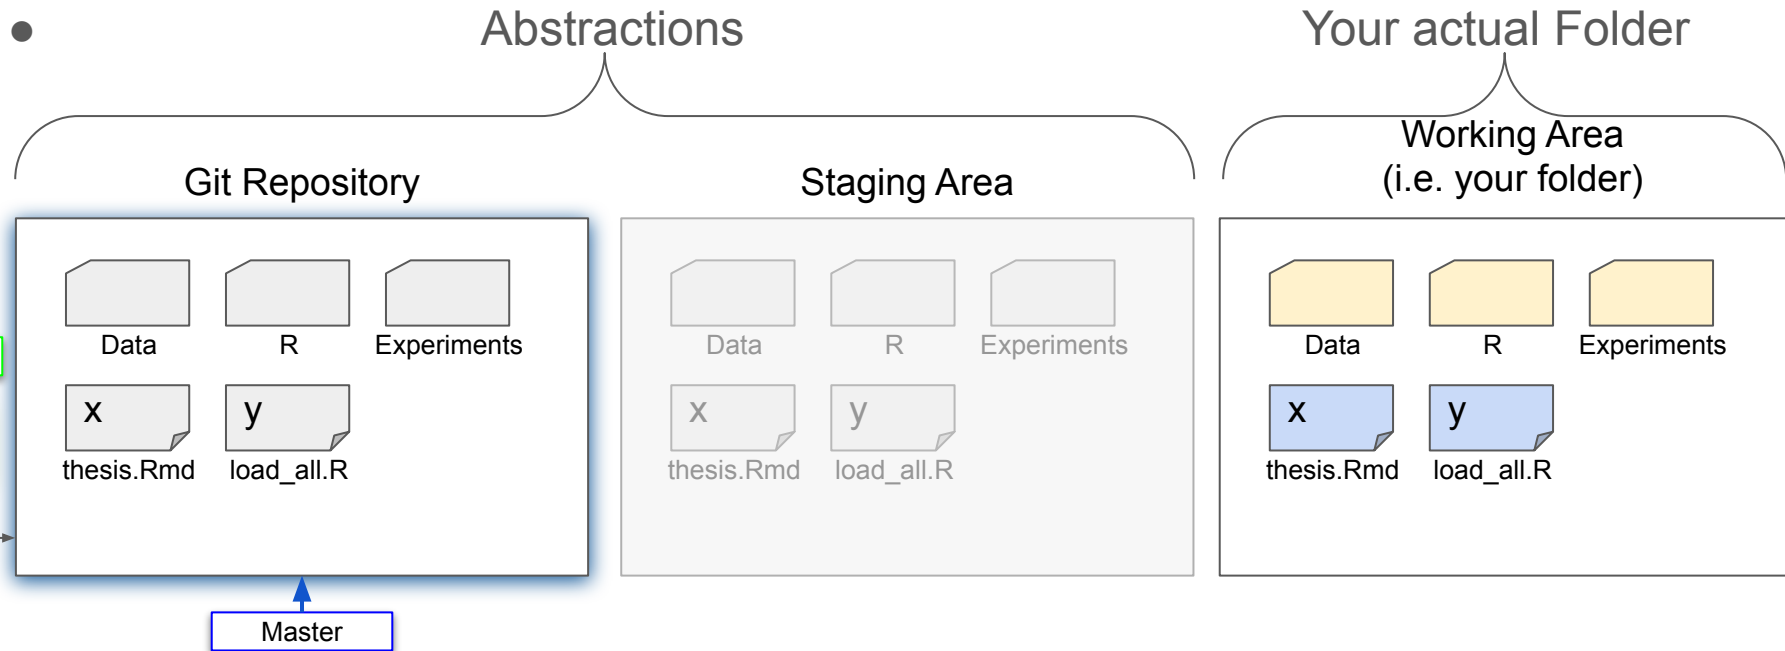 Abstractions
Your actual Folder
Git Repository
Staging Area
Working Area
(i.e. your folder)
Data
R
Experiments
x
y
thesis.Rmd
load_all.R
Data
R
Experiments
x
y
thesis.Rmd
load_all.R
Data
R
Experiments
x
y
thesis.Rmd
load_all.R
Master